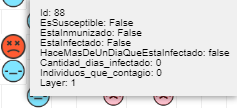 Id: 88
EsSusceptible: False
EstaInmunizado: False
EstaInfectado: False
HaceMasDeUnDiaQueEstaInfectado: false
Cantidad_dias_infectado: 0
Individuos_que_contagio: 0
Layer: 1